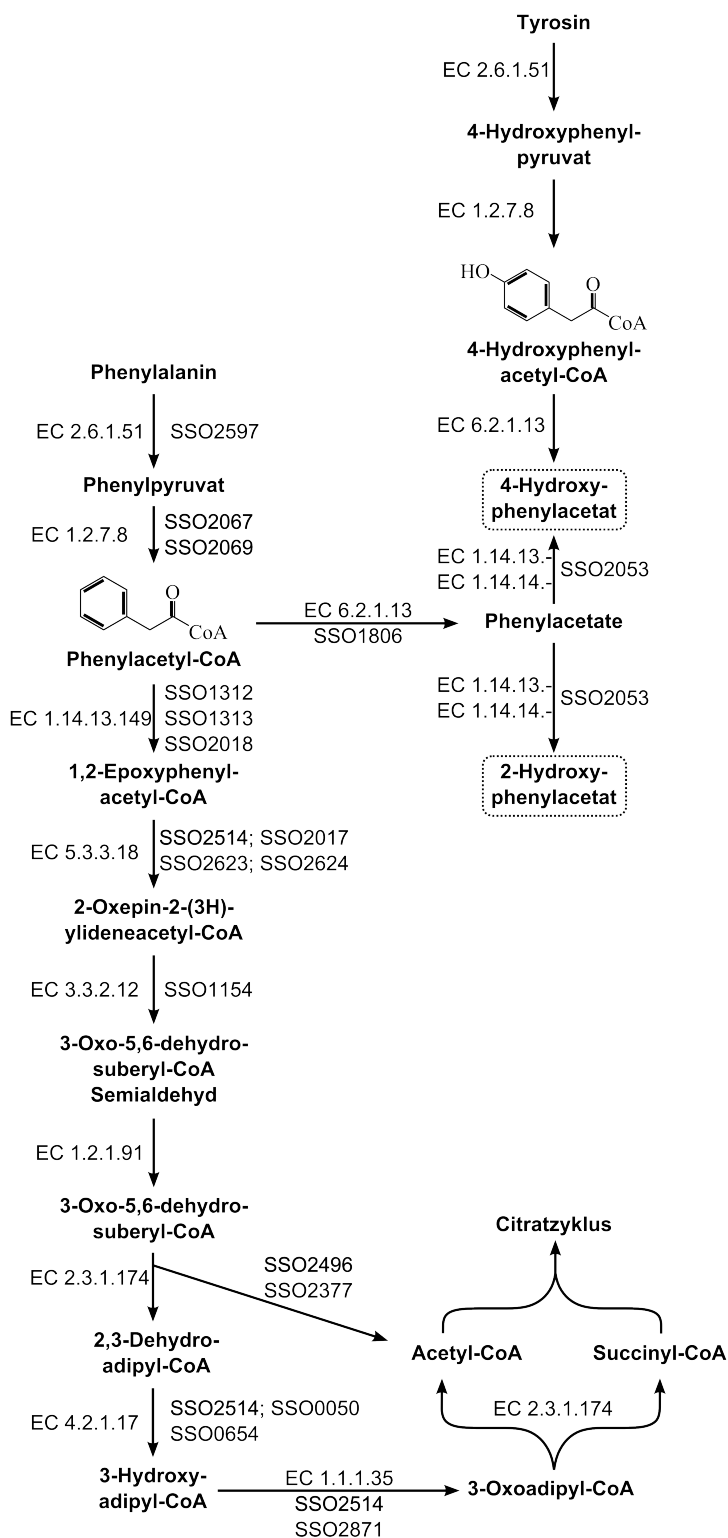 Tyrosin
EC 2.6.1.51
4-Hydroxyphenyl-
pyruvat
EC 1.2.7.8
HO
O
CoA
4-Hydroxyphenyl-
acetyl-CoA
EC 6.2.1.13
4-Hydroxy-
phenylacetat
EC 1.14.13.-
EC 1.14.14.-
SSO2053
Phenylacetate
EC 1.14.13.-
EC 1.14.14.-
SSO2053
2-Hydroxy-
phenylacetat
Phenylalanin
EC 2.6.1.51
SSO2597
Phenylpyruvat
EC 1.2.7.8
SSO2067
SSO2069
O
CoA
Phenylacetyl-CoA
EC 6.2.1.13
SSO1806
EC 1.14.13.149
SSO1312
SSO1313
SSO2018
1,2-Epoxyphenyl-
acetyl-CoA
EC 5.3.3.18
SSO2514; SSO2017
SSO2623; SSO2624
2-Oxepin-2-(3H)-
ylideneacetyl-CoA
EC 3.3.2.12
SSO1154
3-Oxo-5,6-dehydro-
suberyl-CoA
Semialdehyd
EC 1.2.1.91
3-Oxo-5,6-dehydro-
suberyl-CoA
EC 2.3.1.174
SSO2496
SSO2377
2,3-Dehydro-
adipyl-CoA
EC 4.2.1.17
SSO2514; SSO0050
SSO0654
3-Hydroxy-
adipyl-CoA
EC 1.1.1.35
SSO2514
SSO2871
3-Oxoadipyl-CoA
EC 2.3.1.174
Acetyl-CoA
Succinyl-CoA
Citratzyklus